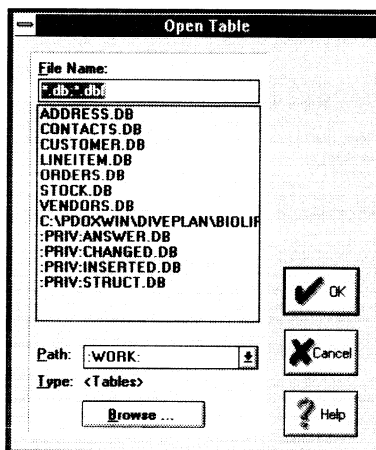 Open Table
File Name:
*.db;*.dbf
ADDRESS.DB
CONTACTS.DB
CUSTOMER.DB
LINEITEM.DB
ORDERS.DB
STOCK.DB
VENDORS.DB
C:\PDOXWIN\DIVEPLAN\BIOLIF
:PRIV:ANSWER.DB
:PRIV:CHANGED.DB
:PRIV:INSERTED.DB
:PRIV:STRUCT.DB
OK
Path: :WORK:
Cancel
Type: <Tables>
Browse ...
Help